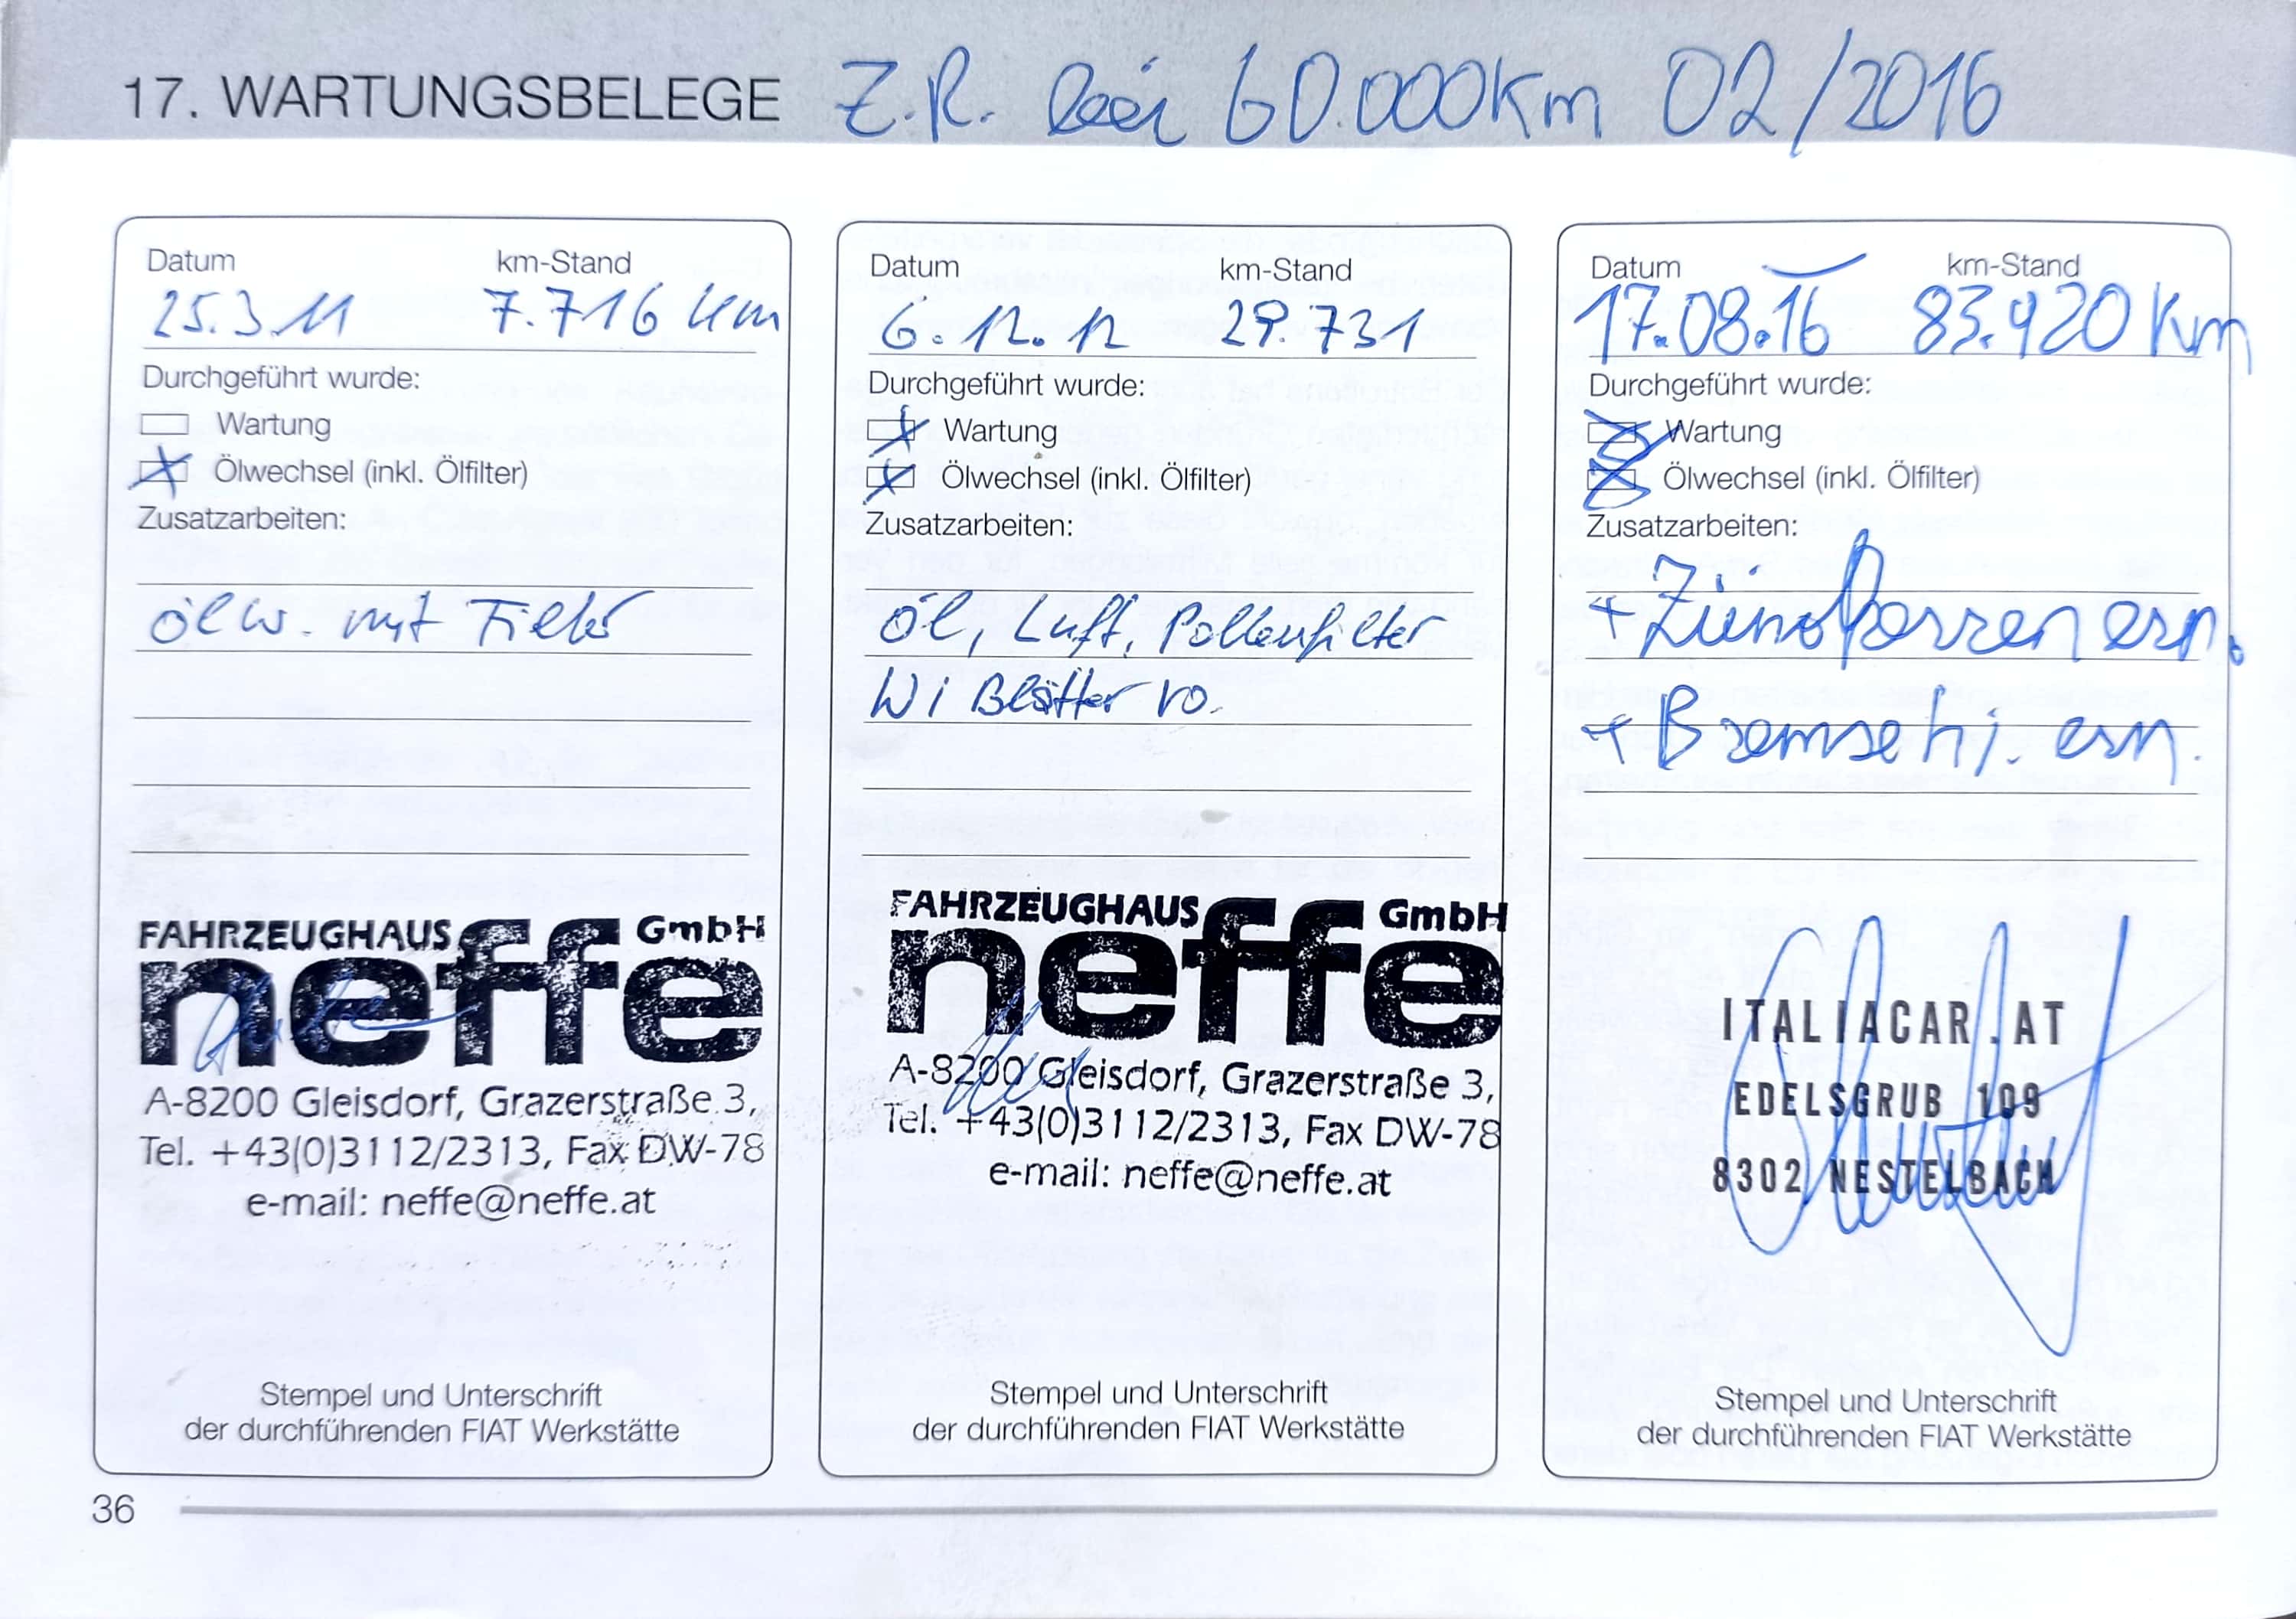 17. WARTUNGSBELEGE Z.R. bei 60000Km 02/2016
Datum km-Stand
25.3.11 7.716 km
Durchgeführt wurde:
Wartung
Ölwechsel (inkl. Ölfilter)
Zusatzarbeiten:
ölw. mit Filter
FAHRZEUGHAUS GmbH
neffe
A-8200 Gleisdorf, Grazerstraße 3,
Tel. +43(0)3112/2313, Fax DW-78
e-mail: neffe@neffe.at
Stempel und Unterschrift
der durchführenden FIAT Werkstätte
Datum km-Stand
6.12.12 29.731
Durchgeführt wurde:
Wartung
Ölwechsel (inkl. Ölfilter)
Zusatzarbeiten:
öl, Luft, Pollenfilter
Wi Blätter vo.
FAHRZEUGHAUS GmbH
neffe
A-8200 Gleisdorf, Grazerstraße 3,
Tel. +43(0)3112/2313, Fax DW-78
e-mail: neffe@neffe.at
Stempel und Unterschrift
der durchführenden FIAT Werkstätte
Datum km-Stand
17.08.16 83.920 Km
Durchgeführt wurde:
Wartung
Ölwechsel (inkl. Ölfilter)
Zusatzarbeiten:
+ ern.
+ Bremse hi. ern.
ITALIACAR.AT
EDELSGRUB 109
8302 NESTELBACH
Stempel und Unterschrift
der durchführenden FIAT Werkstätte
36